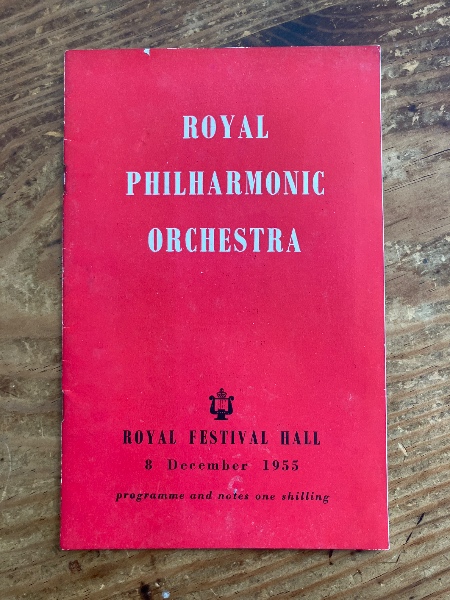 ROYAL
PHILHARMONIC
ORCHESTRA
ROYAL FESTIVAL HALL
8 December 1955
programme and notes one shilling